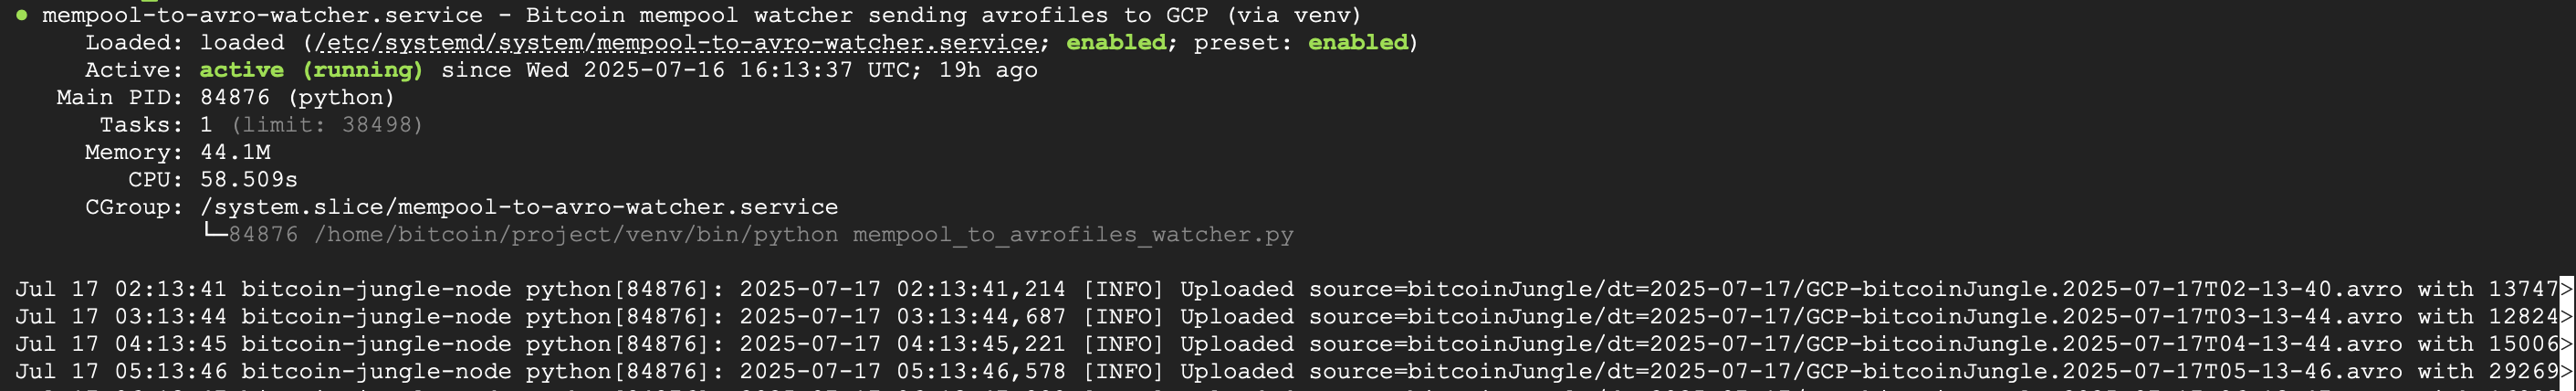 ● mempool-to-avro-watcher.service - Bitcoin mempool watcher sending avrofiles to GCP (via venv)
Loaded: loaded (/etc/systemd/system/mempool-to-avro-watcher.service; enabled; preset: enabled)
Active: active (running) since Wed 2025-07-16 16:13:37 UTC; 19h ago
Main PID: 84876 (python)
Tasks: 1 (limit: 38498)
Memory: 44.1M
CPU: 58.509s
CGroup: /system.slice/mempool-to-avro-watcher.service
└─84876 /home/bitcoin/project/venv/bin/python mempool_to_avrofiles_watcher.py
Jul 17 02:13:41 bitcoin-jungle-node python[84876]: 2025-07-17 02:13:41,214 [INFO] Uploaded source=bitcoinJungle/dt=2025-07-17/GCP-bitcoinJungle.2025-07-17T02-13-40.avro with 13747>
Jul 17 03:13:44 bitcoin-jungle-node python[84876]: 2025-07-17 03:13:44,687 [INFO] Uploaded source=bitcoinJungle/dt=2025-07-17/GCP-bitcoinJungle.2025-07-17T03-13-44.avro with 12824>
Jul 17 04:13:45 bitcoin-jungle-node python[84876]: 2025-07-17 04:13:45,221 [INFO] Uploaded source=bitcoinJungle/dt=2025-07-17/GCP-bitcoinJungle.2025-07-17T04-13-44.avro with 15006>
Jul 17 05:13:46 bitcoin-jungle-node python[84876]: 2025-07-17 05:13:46,578 [INFO] Uploaded source=bitcoinJungle/dt=2025-07-17/GCP-bitcoinJungle.2025-07-17T05-13-46.avro with 29269>